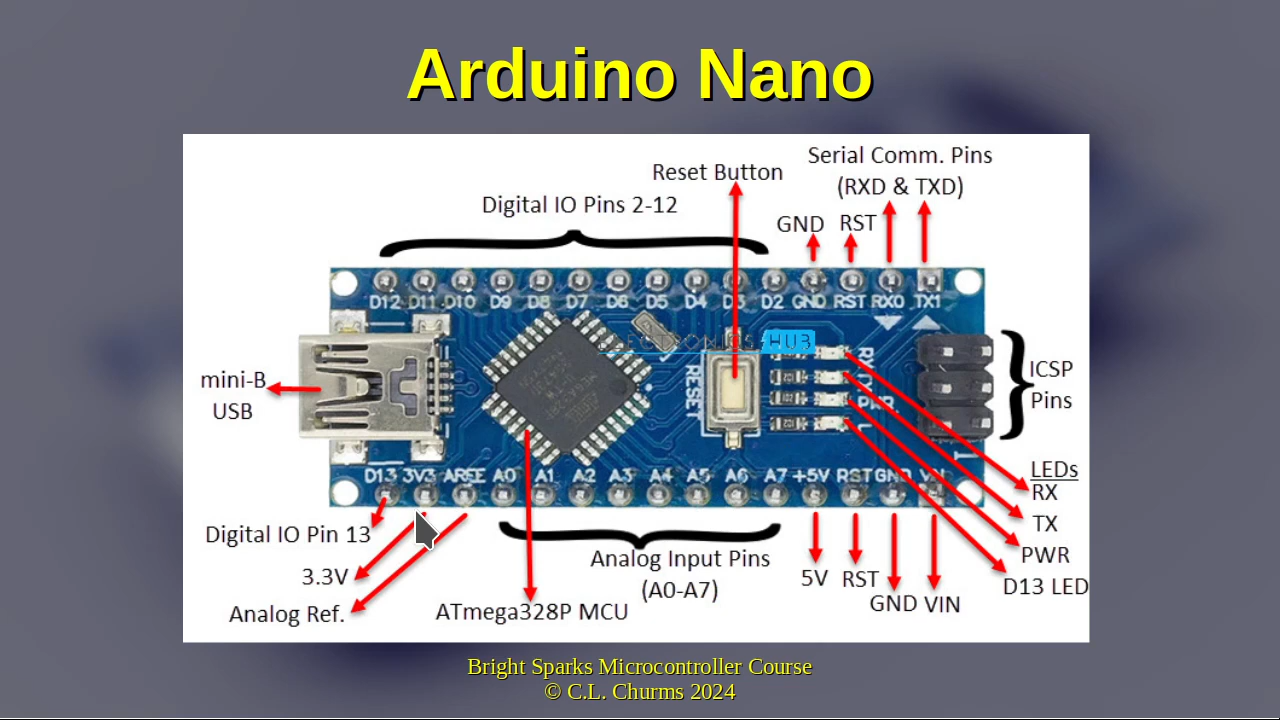 Arduino Nano
Serial Comm. Pins
(RXD & TXD)
Reset Button
Digital IO Pins 2-12
GND
RST
D12 D11 D10 D9 D8 D7 D6 D5 D4 D3 D2 GND RST RX0 TX1
ELECTRONICS HUB
mini-B
USB
RESET
ICSP
Pins
1
D13 3V3 AREF A0 A1 A2 A3 A4 A5 A6 A7 +5V RST GND VIN
LEDs
RX
TX
PWR
D13 LED
Digital IO Pin 13
3.3V
Analog Ref.
ATmega328P MCU
Analog Input Pins
(A0-A7)
5V
RST
GND
VIN
Bright Sparks Microcontroller Course
© C.L. Churms 2024